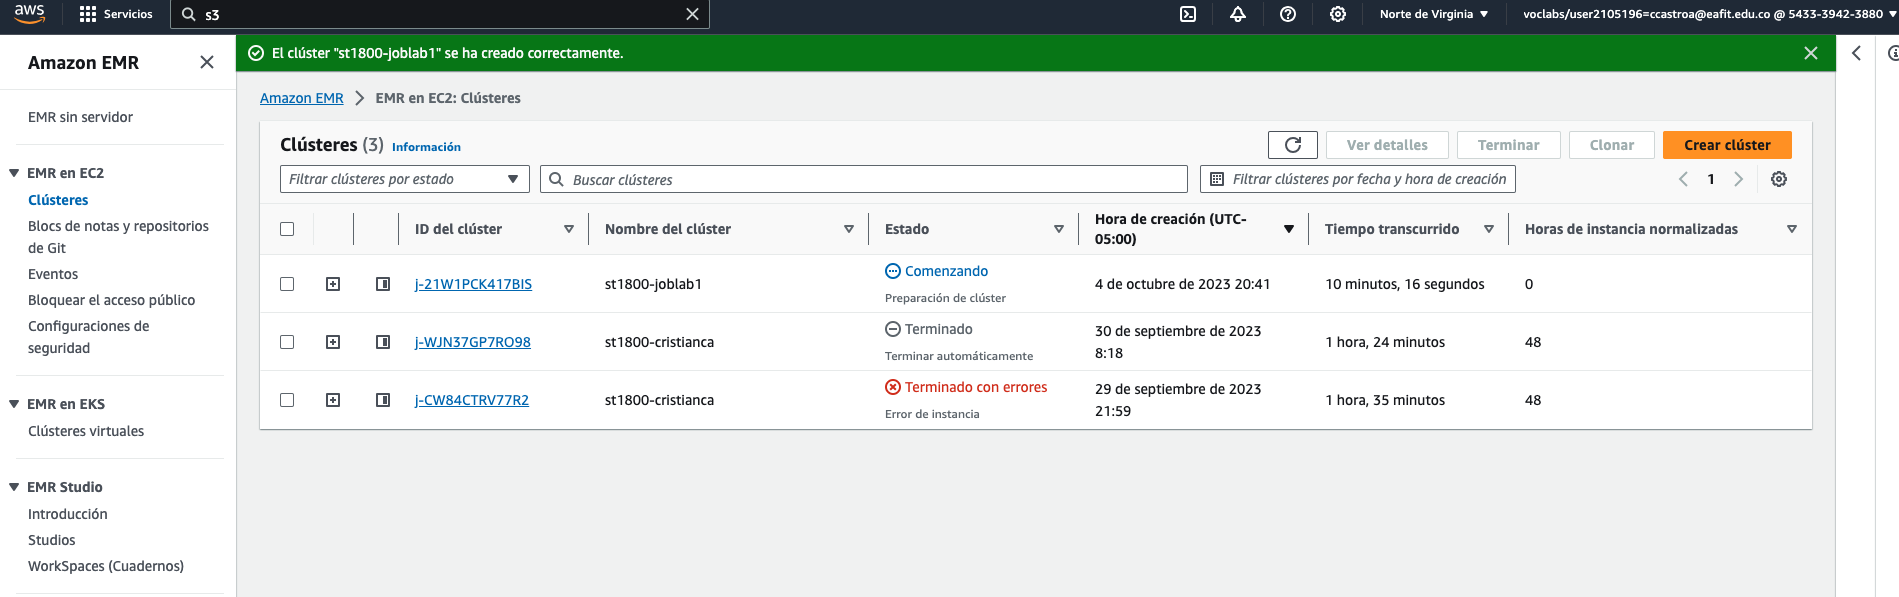 aws
Servicios
s3
Norte de Virginia
voclabs/user2105196=ccastroa@eafit.edu.co @ 5433-3942-3880
Amazon EMR
El clúster "st1800-joblab1" se ha creado correctamente.
EMR sin servidor
EMR en EC2
Clústeres
Blocs de notas y repositorios
de Git
Eventos
Bloquear el acceso público
Configuraciones de
seguridad
EMR en EKS
Clústeres virtuales
EMR Studio
Introducción
Studios
WorkSpaces (Cuadernos)
Amazon EMR > EMR en EC2: Clústeres
Clústeres (3) Información
Ver detalles
Terminar
Clonar
Crear clúster
Filtrar clústeres por estado
Buscar clústeres
Filtrar clústeres por fecha y hora de creación
1
ID del clúster
Nombre del clúster
Estado
Hora de creación (UTC-
05:00)
Tiempo transcurrido
Horas de instancia normalizadas
j-21W1PCK417BIS
st1800-joblab1
Comenzando
Preparación de clúster
4 de octubre de 2023 20:41
10 minutos, 16 segundos
0
j-WJN37GP7RO98
st1800-cristianca
Terminado
Terminar automáticamente
30 de septiembre de 2023
8:18
1 hora, 24 minutos
48
j-CW84CTRV77R2
st1800-cristianca
Terminado con errores
Error de instancia
29 de septiembre de 2023
21:59
1 hora, 35 minutos
48